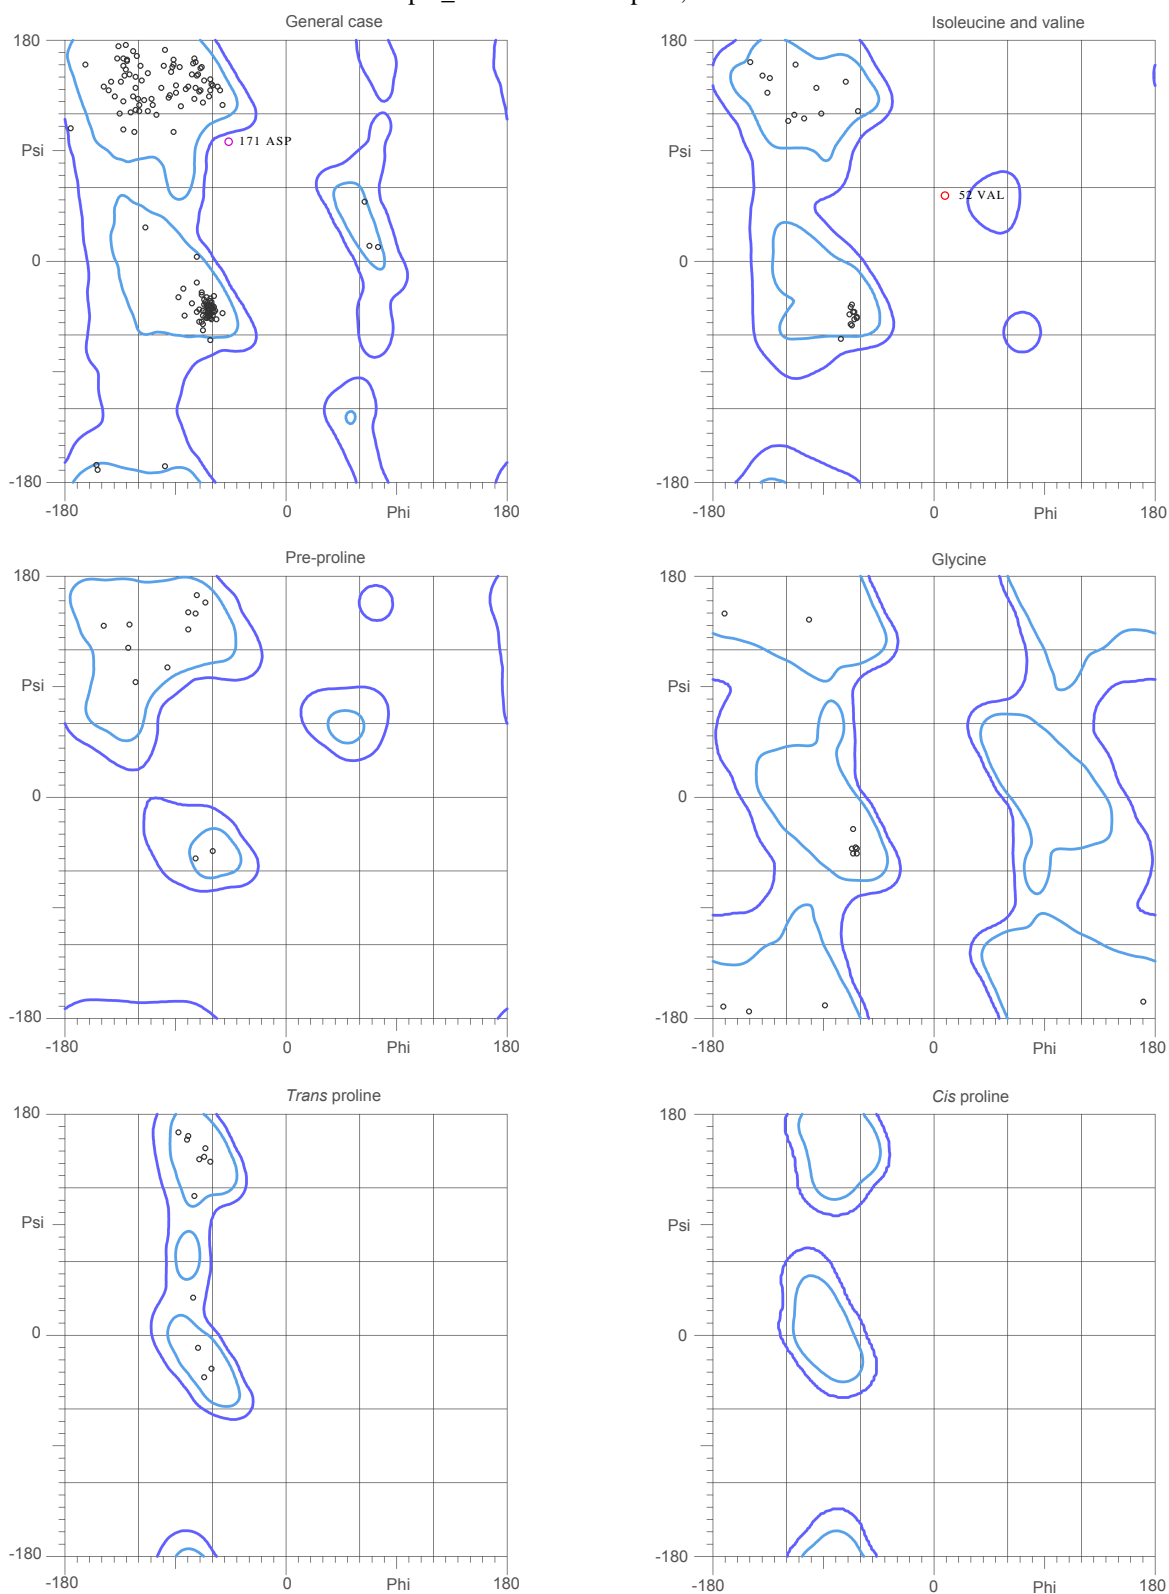 General case
180
Psi
0
-180
-180
0
Phi
180
171 ASP
Isoleucine and valine
180
Psi
0
-180
-180
0
Phi
180
52 VAL
Pre-proline
180
Psi
0
-180
-180
0
Phi
180
Glycine
180
Psi
0
-180
-180
0
Phi
180
Trans proline
180
Psi
0
-180
-180
0
Phi
180
Cis proline
180
Psi
0
-180
-180
0
Phi
180